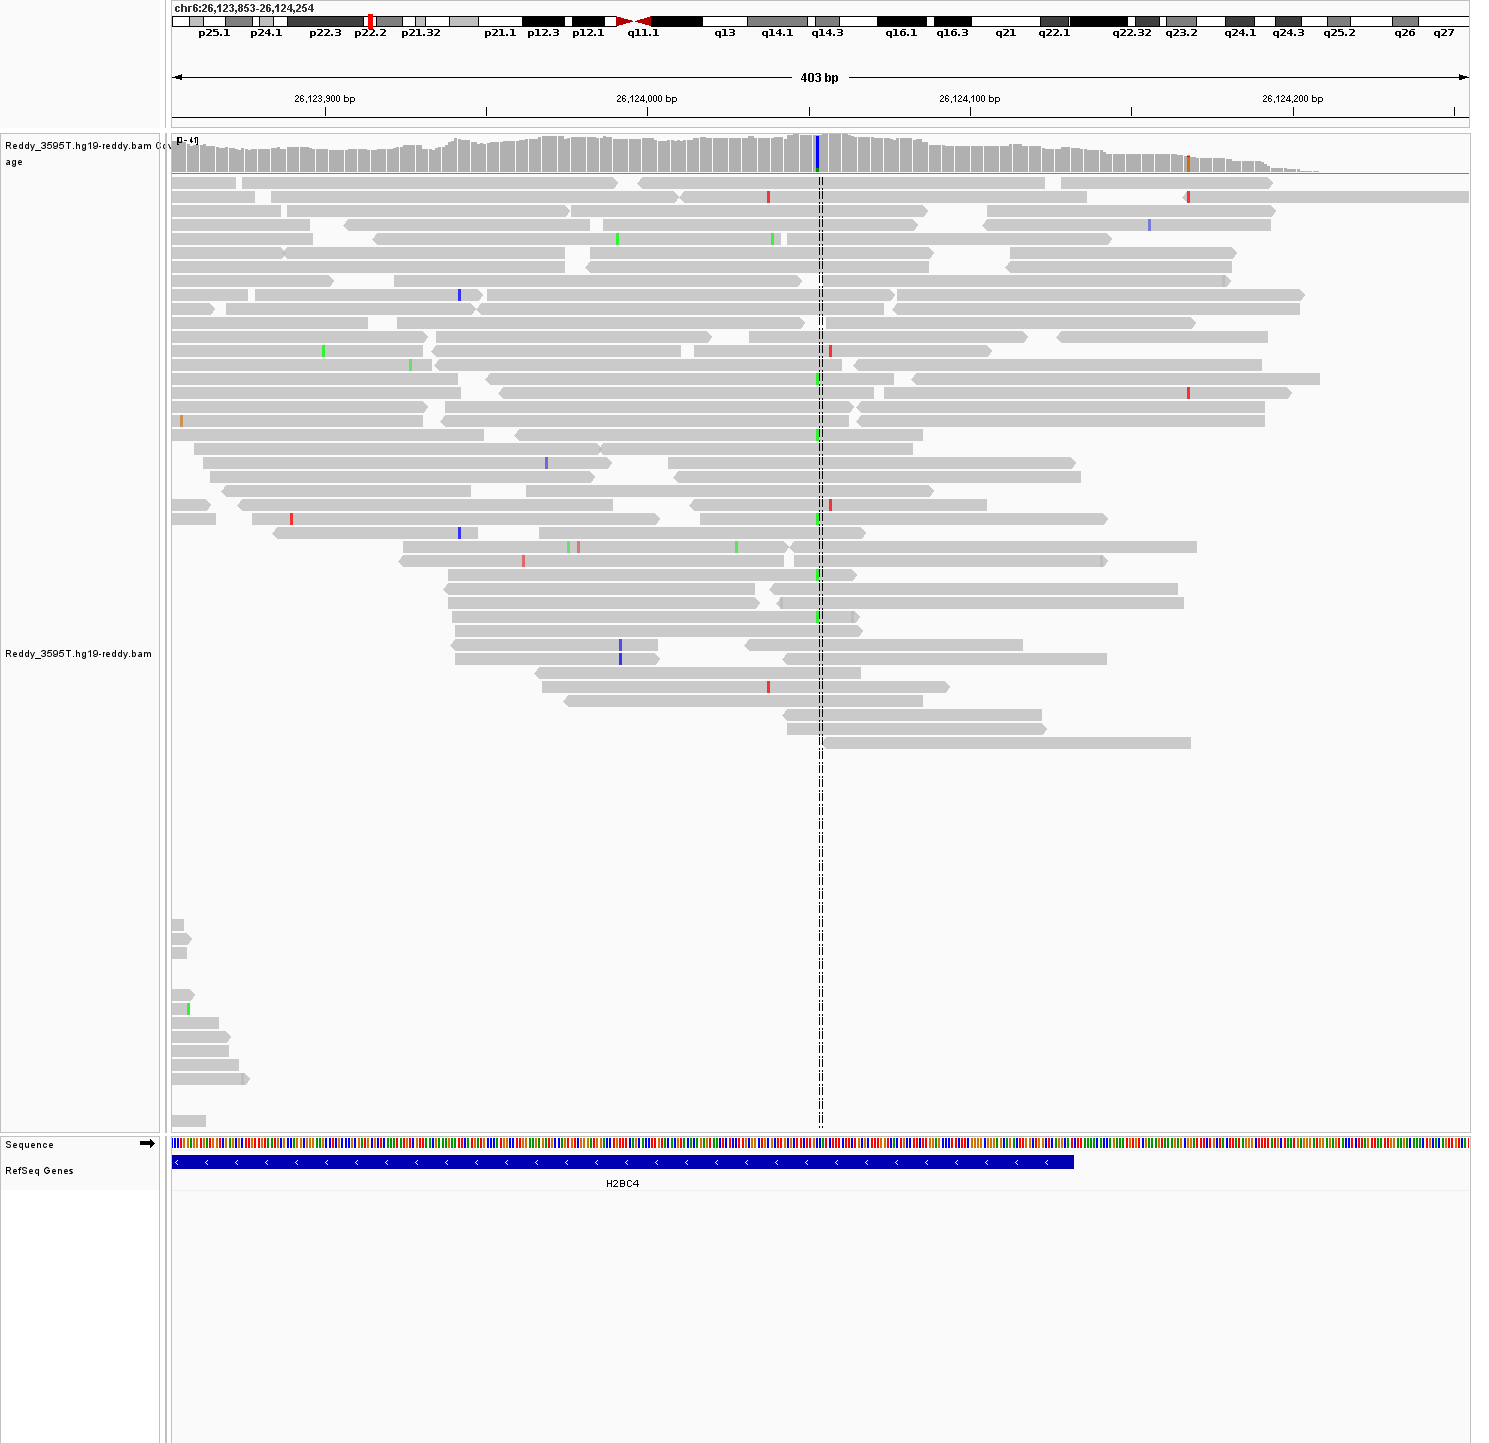 chr6:26,123,853-26,124,254
p25.1 p24.1 p22.3 p22.2 p21.32 p21.1 p12.3 p12.1 q11.1 q13 q14.1 q14.3 q16.1 q16.3 q21 q22.1 q22.32 q23.2 q24.1 q24.3 q25.2 q26 q27
403 bp
26,123,900 bp 26,124,000 bp 26,124,100 bp 26,124,200 bp
Reddy_3595T.hg19-reddy.bam Cov
age
Reddy_3595T.hg19-reddy.bam
Sequence
RefSeq Genes
H2BC4